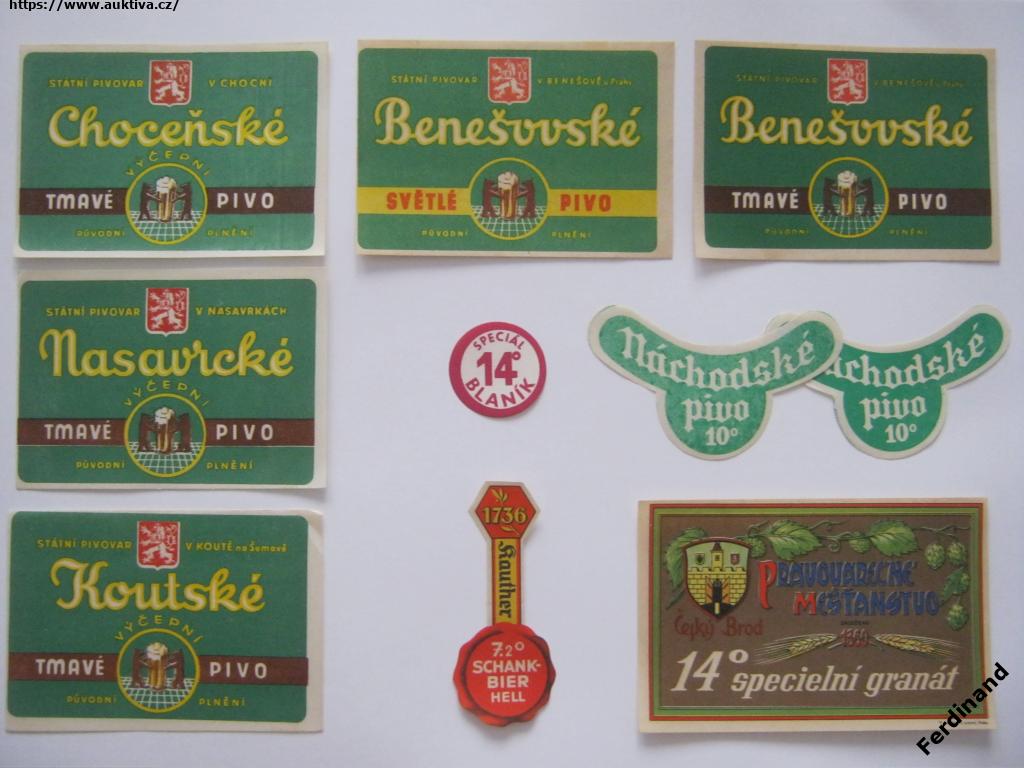 https://www.auktiva.cz/
STÁTNÍ PIVOVAR V CHOCNI
Choceňské
VÝČEPNÍ
TMAVÉ PIVO
PŮVODNÍ PLNĚNÍ
STÁTNÍ PIVOVAR V BENEŠOVĚ u Prahy
Benešovské
SVĚTLÉ PIVO
PŮVODNÍ PLNĚNÍ
STÁTNÍ PIVOVAR V BENEŠOVĚ u Prahy
Benešovské
TMAVÉ PIVO
PŮVODNÍ PLNĚNÍ
STÁTNÍ PIVOVAR V NASAVRKÁCH
Nasavrcké
VÝČEPNÍ
TMAVÉ PIVO
PŮVODNÍ PLNĚNÍ
SPECIÁL
14°
BLANÍK
Náchodské
pivo
10°
áchodské
pivo
10°
STÁTNÍ PIVOVAR V KOUTĚ na Šumavě
Koutské
VÝČEPNÍ
TMAVÉ PIVO
PŮVODNÍ PLNĚNÍ
1736
Kauther
7.2°
SCHANK-
BIER
HELL
PRÁVOVÁREČNÉ
MĚŠŤANSTVO
Český Brod
14° specielní granát
Ferdinand